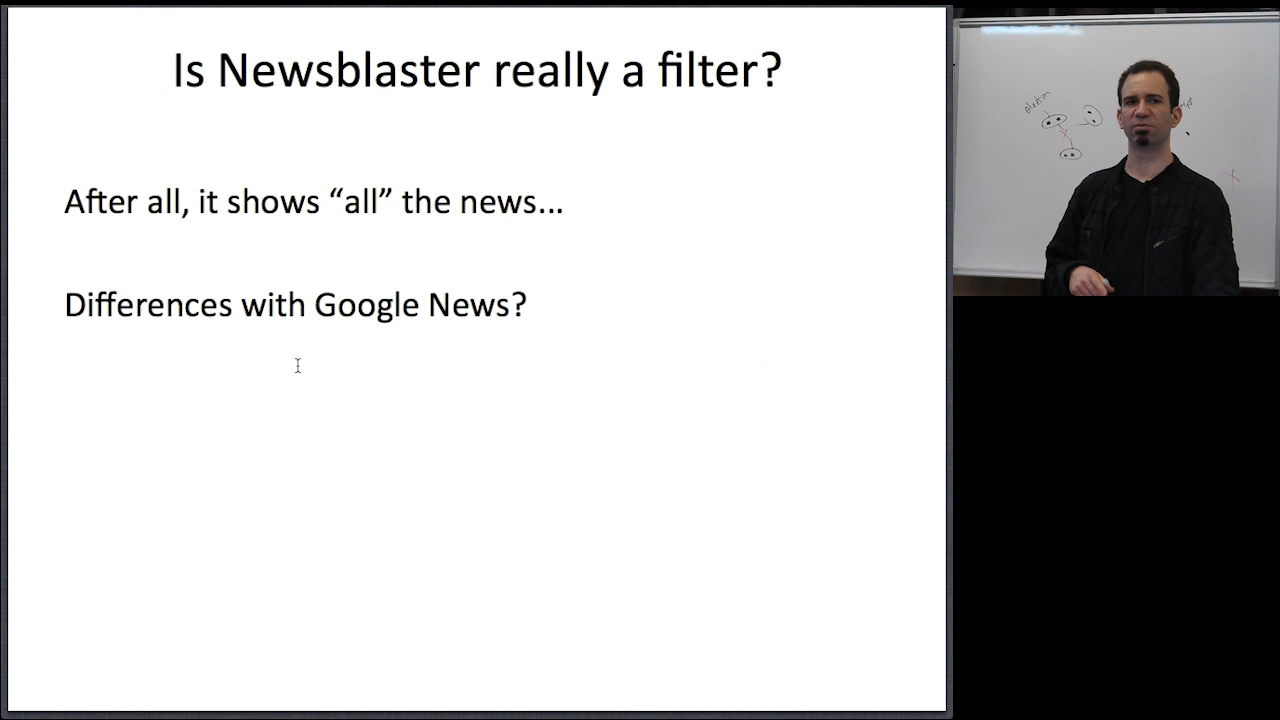 Is Newsblaster really a filter?
After all, it shows “all” the news...
Differences with Google News?